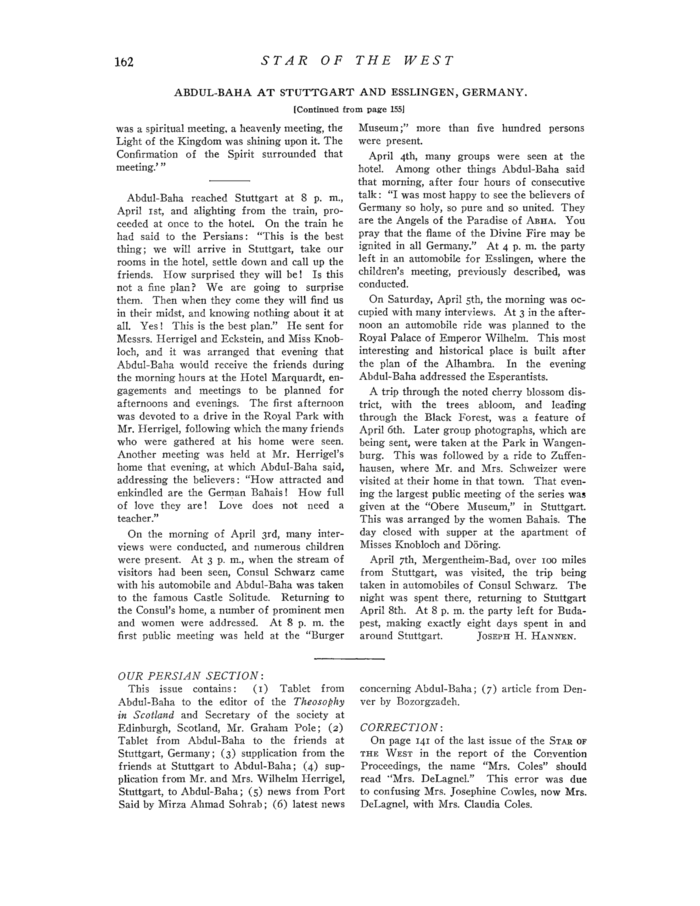 162
STAR OF THE WEST
ABDUL-BAHA AT STUTTGART AND ESSLINGEN, GERMANY.
[Continued from page 155]
was a spiritual meeting, a heavenly meeting, the
Light of the Kingdom was shining upon it. The
Confirmation of the Spirit surrounded that
meeting.' "
Abdul-Baha reached Stuttgart at 8 p. m.,
April 1st, and alighting from the train, pro-
ceeded at once to the hotel. On the train he
had said to the Persians: "This is the best
thing; we will arrive in Stuttgart, take our
rooms in the hotel, settle down and call up the
friends. How surprised they will be! Is this
not a fine plan? We are going to surprise
them. Then when they come they will find us
in their midst, and knowing nothing about it at
all. Yes! This is the best plan." He sent for
Messrs. Herrigel and Eckstein, and Miss Knob-
loch, and it was arranged that evening that
Abdul-Baha would receive the friends during
the morning hours at the Hotel Marquardt, en-
gagements and meetings to be planned for
afternoons and evenings. The first afternoon
was devoted to a drive in the Royal Park with
Mr. Herrigel, following which the many friends
who were gathered at his home were seen.
Another meeting was held at Mr. Herrigel's
home that evening, at which Abdul-Baha said,
addressing the believers: "How attracted and
enkindled are the German Bahais! How full
of love they are! Love does not need a
teacher."
On the morning of April 3rd, many inter-
views were conducted, and numerous children
were present. At 3 p. m., when the stream of
visitors had been seen, Consul Schwarz came
with his automobile and Abdul-Baha was taken
to the famous Castle Solitude. Returning to
the Consul's home, a number of prominent men
and women were addressed. At 8 p. m. the
first public meeting was held at the "Burger
Museum;" more than five hundred persons
were present.
April 4th, many groups were seen at the
hotel. Among other things Abdul-Baha said
that morning, after four hours of consecutive
talk: "I was most happy to see the believers of
Germany so holy, so pure and so united. They
are the Angels of the Paradise of ABHA. You
pray that the flame of the Divine Fire may be
ignited in all Germany." At 4 p. m. the party
left in an automobile for Esslingen, where the
children's meeting, previously described, was
conducted.
On Saturday, April 5th, the morning was oc-
cupied with many interviews. At 3 in the after-
noon an automobile ride was planned to the
Royal Palace of Emperor Wilhelm. This most
interesting and historical place is built after
the plan of the Alhambra. In the evening
Abdul-Baha addressed the Esperantists.
A trip through the noted cherry blossom dis-
trict, with the trees abloom, and leading
through the Black Forest, was a feature of
April 6th. Later group photographs, which are
being sent, were taken at the Park in Wangen-
burg. This was followed by a ride to Zuffen-
hausen, where Mr. and Mrs. Schweizer were
visited at their home in that town. That even-
ing the largest public meeting of the series was
given at the "Obere Museum," in Stuttgart.
This was arranged by the women Bahais. The
day closed with supper at the apartment of
Misses Knobloch and Döring.
April 7th, Mergentheim-Bad, over 100 miles
from Stuttgart, was visited, the trip being
taken in automobiles of Consul Schwarz. The
night was spent there, returning to Stuttgart
April 8th. At 8 p. m. the party left for Buda-
pest, making exactly eight days spent in and
around Stuttgart. JOSEPH H. HANNEN.
OUR PERSIAN SECTION:
This issue contains: (1) Tablet from
Abdul-Baha to the editor of the Theosophy
in Scotland and Secretary of the society at
Edinburgh, Scotland, Mr. Graham Pole; (2)
Tablet from Abdul-Baha to the friends at
Stuttgart, Germany; (3) supplication from the
friends at Stuttgart to Abdul-Baha; (4) sup-
plication from Mr. and Mrs. Wilhelm Herrigel,
Stuttgart, to Abdul-Baha; (5) news from Port
Said by Mirza Ahmad Sohrab; (6) latest news
concerning Abdul-Baha; (7) article from Den-
ver by Bozorgzadeh.
CORRECTION:
On page 141 of the last issue of the STAR OF
THE WEST in the report of the Convention
Proceedings, the name "Mrs. Coles" should
read "Mrs. DeLagnel." This error was due
to confusing Mrs. Josephine Cowles, now Mrs.
DeLagnel, with Mrs. Claudia Coles.